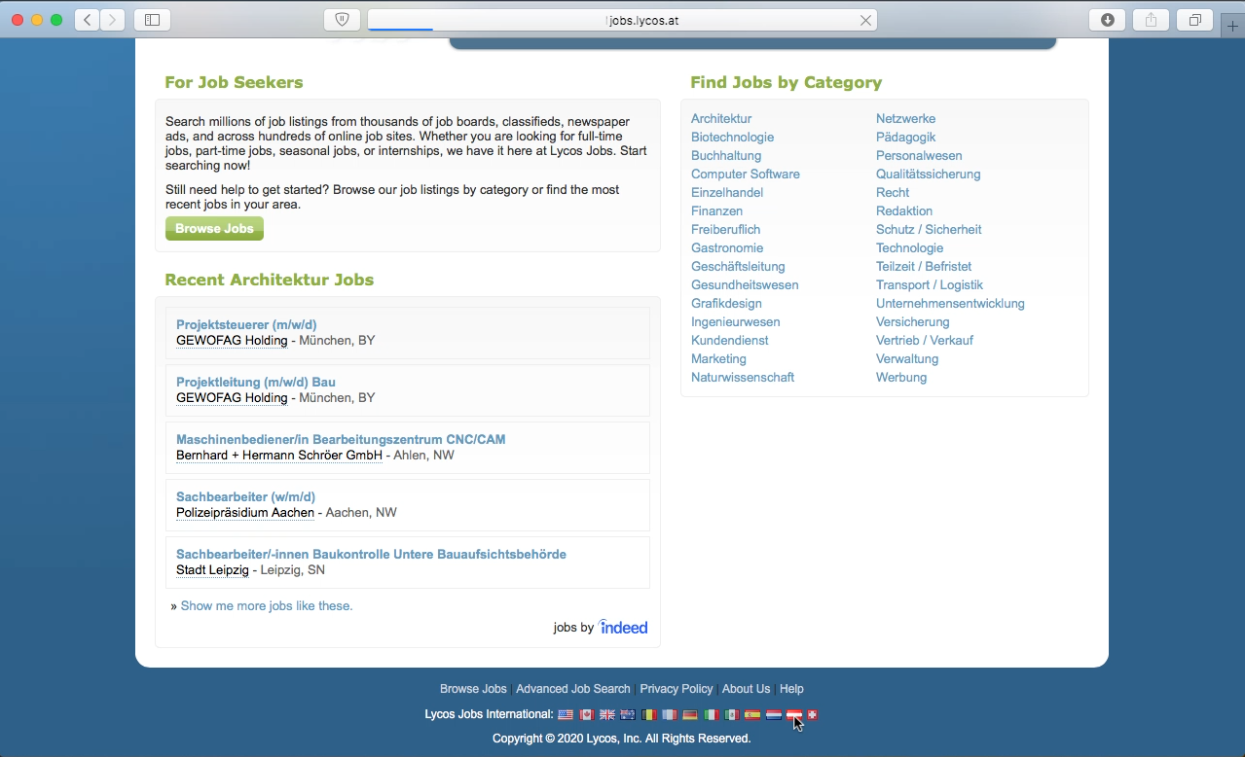 jobs.lycos.at
For Job Seekers
Search millions of job listings from thousands of job boards, classifieds, newspaper
ads, and across hundreds of online job sites. Whether you are looking for full-time
jobs, part-time jobs, seasonal jobs, or internships, we have it here at Lycos Jobs. Start
searching now!
Still need help to get started? Browse our job listings by category or find the most
recent jobs in your area.
Browse Jobs
Recent Architektur Jobs
Projektsteuerer (m/w/d)
GEWOFAG Holding - München, BY
Projektleitung (m/w/d) Bau
GEWOFAG Holding - München, BY
Maschinenbediener/in Bearbeitungszentrum CNC/CAM
Bernhard + Hermann Schröer GmbH - Ahlen, NW
Sachbearbeiter (w/m/d)
Polizeipräsidium Aachen - Aachen, NW
Sachbearbeiter/-innen Baukontrolle Untere Bauaufsichtsbehörde
Stadt Leipzig - Leipzig, SN
» Show me more jobs like these.
jobs by indeed
Find Jobs by Category
Architektur
Biotechnologie
Buchhaltung
Computer Software
Einzelhandel
Finanzen
Freiberuflich
Gastronomie
Geschäftsleitung
Gesundheitswesen
Grafikdesign
Ingenieurwesen
Kundendienst
Marketing
Naturwissenschaft
Netzwerke
Pädagogik
Personalwesen
Qualitätssicherung
Recht
Redaktion
Schutz / Sicherheit
Technologie
Teilzeit / Befristet
Transport / Logistik
Unternehmensentwicklung
Versicherung
Vertrieb / Verkauf
Verwaltung
Werbung
Browse Jobs | Advanced Job Search | Privacy Policy | About Us | Help
Lycos Jobs International:
Copyright © 2020 Lycos, Inc. All Rights Reserved.